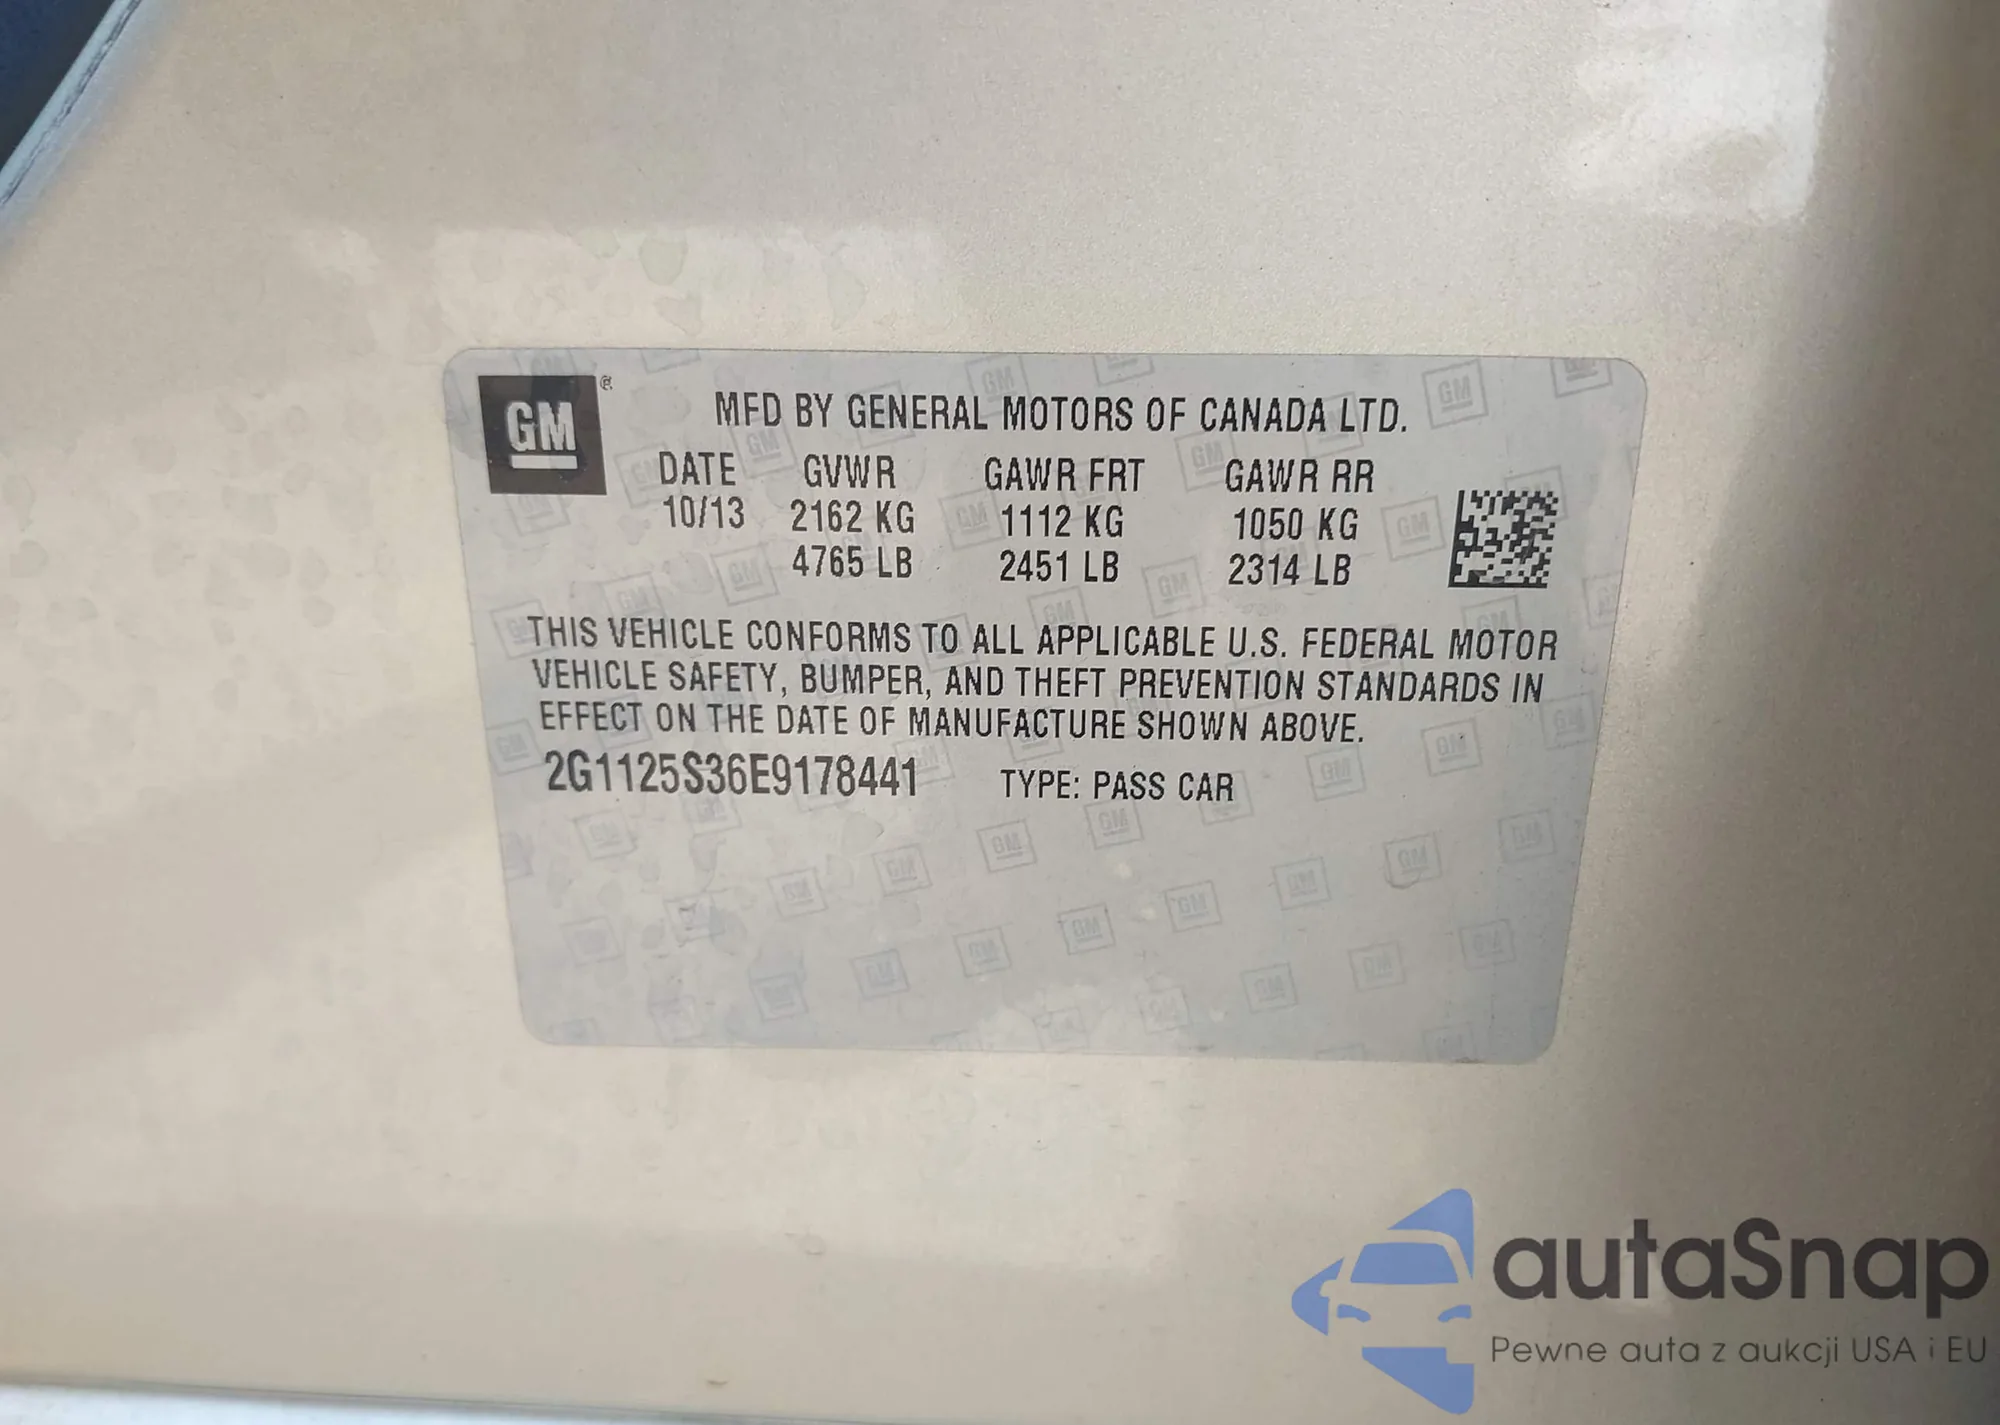 GM ®
MFD BY GENERAL MOTORS OF CANADA LTD.
DATE GVWR GAWR FRT GAWR RR
10/13 2162 KG 1112 KG 1050 KG
4765 LB 2451 LB 2314 LB
THIS VEHICLE CONFORMS TO ALL APPLICABLE U.S. FEDERAL MOTOR
VEHICLE SAFETY, BUMPER, AND THEFT PREVENTION STANDARDS IN
EFFECT ON THE DATE OF MANUFACTURE SHOWN ABOVE.
2G1125S36E9178441 TYPE: PASS CAR
autaSnap
Pewne auta z aukcji USA i EU